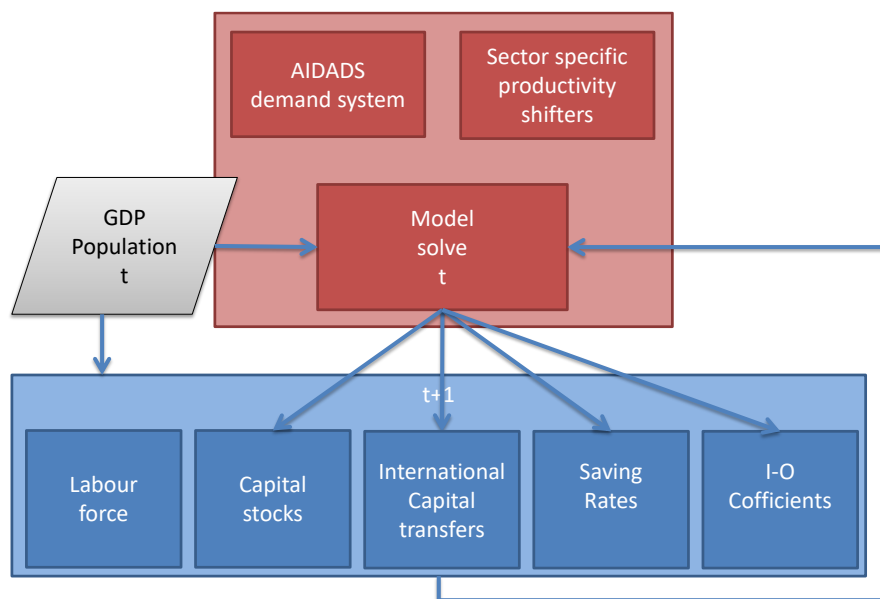 AIDADS
demand system
Sector specific
productivity
shifters
GDP
Population
t
Model
solve
t
t+1
Labour
force
Capital
stocks
International
Capital
transfers
Saving
Rates
I-O
Cofficients